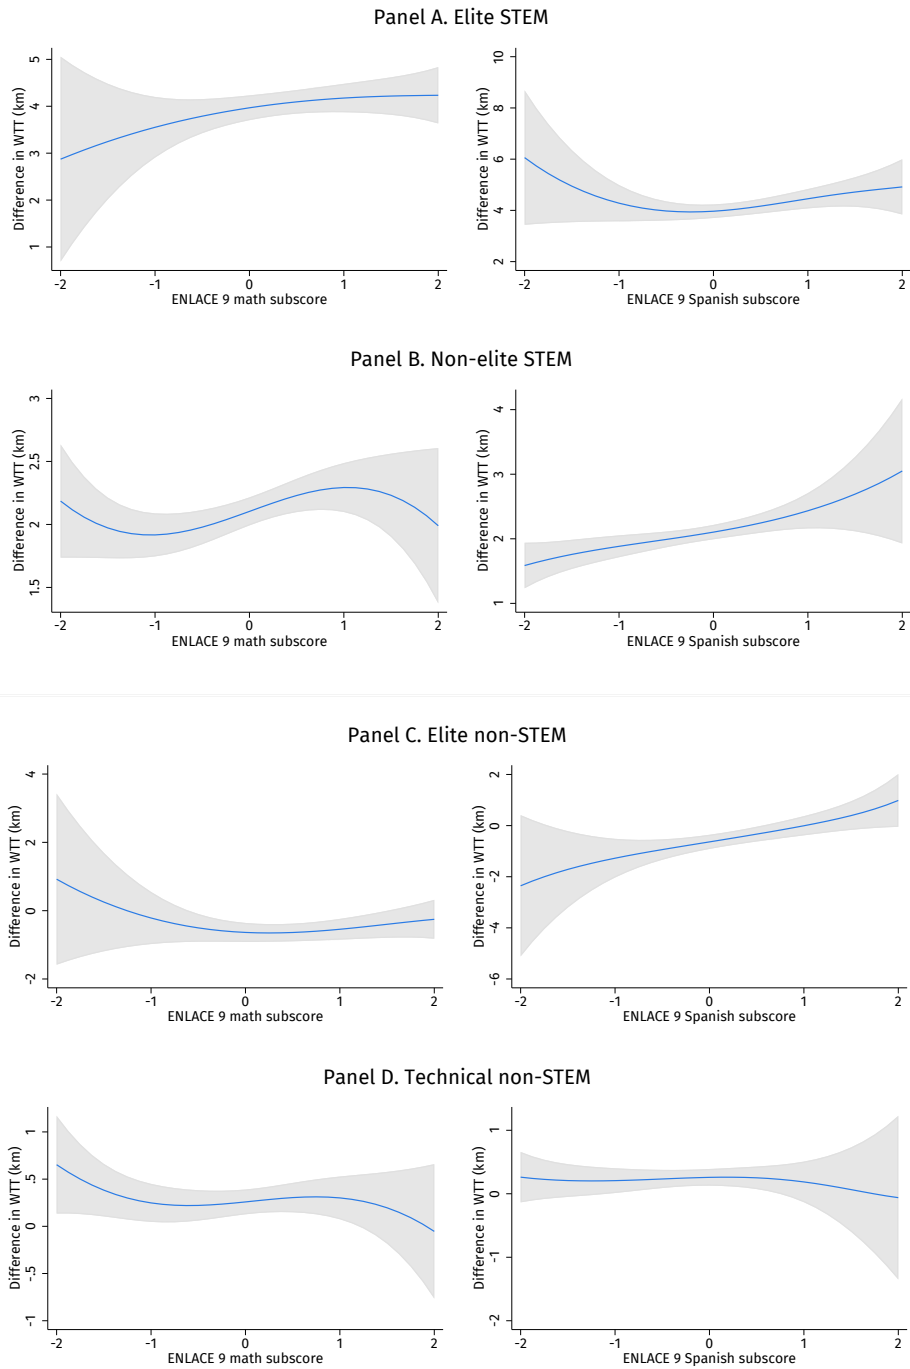 Panel A. Elite STEM
Difference in WTT (km)
1 2 3 4 5
-2 -1 0 1 2
ENLACE 9 math subscore
Difference in WTT (km)
2 4 6 8 10
-2 -1 0 1 2
ENLACE 9 Spanish subscore
Panel B. Non-elite STEM
Difference in WTT (km)
1.5 2 2.5 3
-2 -1 0 1 2
ENLACE 9 math subscore
Difference in WTT (km)
1 2 3 4
-2 -1 0 1 2
ENLACE 9 Spanish subscore
Panel C. Elite non-STEM
Difference in WTT (km)
-2 0 2 4
-2 -1 0 1 2
ENLACE 9 math subscore
Difference in WTT (km)
-6 -4 -2 0 2
-2 -1 0 1 2
ENLACE 9 Spanish subscore
Panel D. Technical non-STEM
Difference in WTT (km)
-1 -.5 0 .5 1
-2 -1 0 1 2
ENLACE 9 math subscore
Difference in WTT (km)
-2 -1 0 1
-2 -1 0 1 2
ENLACE 9 Spanish subscore